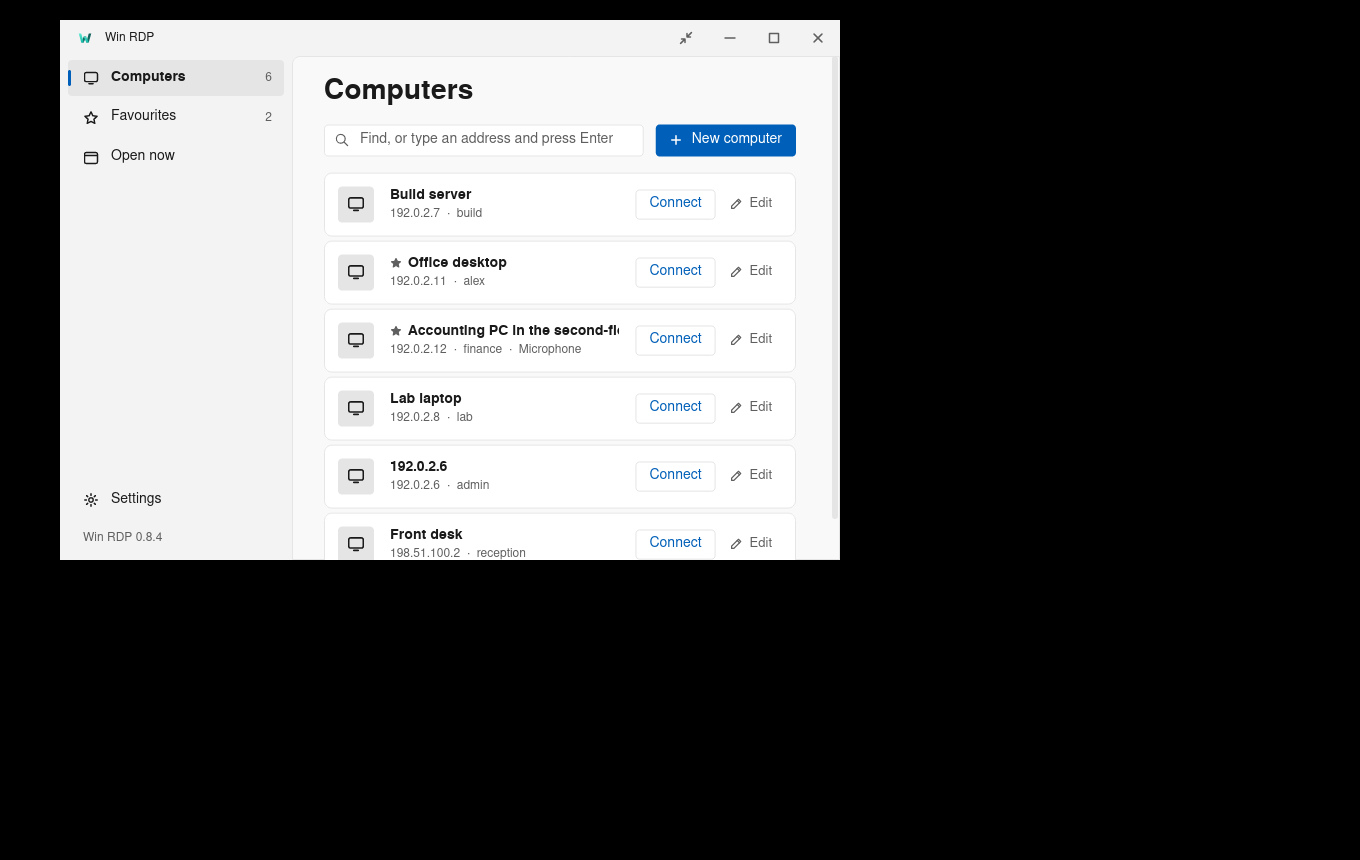 Win RDP
Computers 6
Favourites 2
Open now
Settings
Win RDP 0.8.4
Computers
Find, or type an address and press Enter
New computer
Build server
192.0.2.7 · build
Connect Edit
Office desktop
192.0.2.11 · alex
Connect Edit
Accounting PC in the second-fl
192.0.2.12 · finance · Microphone
Connect Edit
Lab laptop
192.0.2.8 · lab
Connect Edit
192.0.2.6
192.0.2.6 · admin
Connect Edit
Front desk
198.51.100.2 · reception
Connect Edit